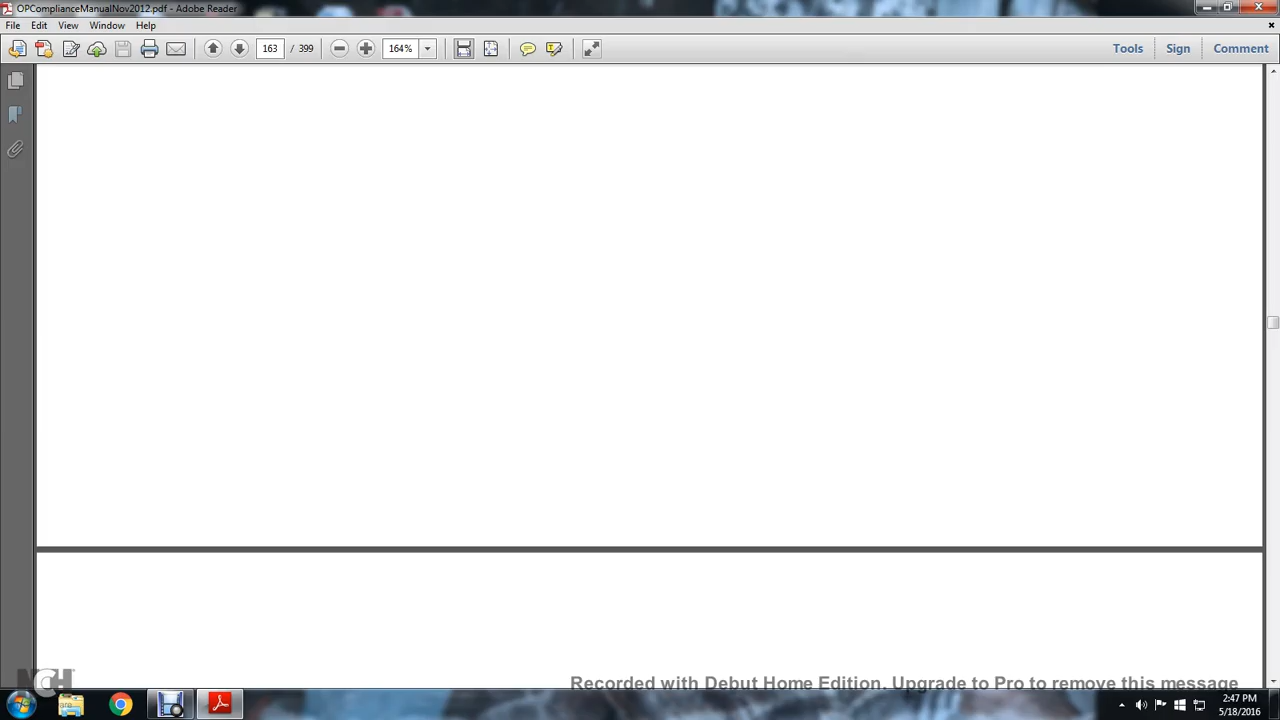 OPComplianceManualNov2012.pdf - Adobe Reader
File Edit View Window Help
163 / 399 164% Tools Sign Comment
NCH
Recorded with Debut Home Edition. Upgrade to Pro to remove this message
2:47 PM
5/18/2016